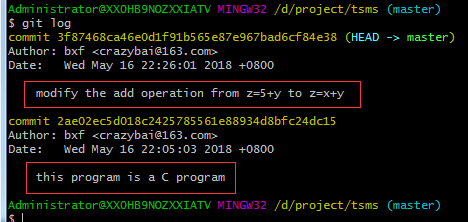 Administrator@XXOHB9NOZXXIATV MINGW32 /d/project/tsms (master)
$ git log
commit 3f87468ca46e0d1f91b565e87e967bad6cf84e38 (HEAD -> master)
Author: bxf <crazybai@163.com>
Date:   Wed May 16 22:26:01 2018 +0800
modify the add operation from z=5+y to z=x+y
commit 2ae02ec5d018c2425785561e88934d8bfc24dc15
Author: bxf <crazybai@163.com>
Date:   Wed May 16 22:05:03 2018 +0800
this program is a C program
Administrator@XXOHB9NOZXXIATV MINGW32 /d/project/tsms (master)
$